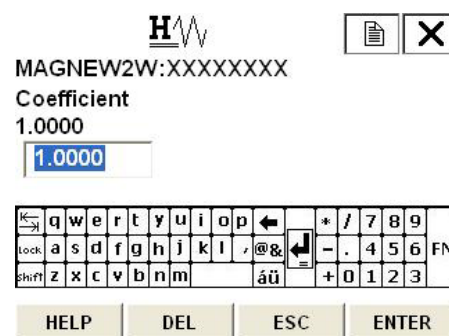 H
MAGNEW2W:XXXXXXXX
Coefficient
1.0000
1.0000
q w e r t y u i o p * / 7 8 9
Lock a s d f g h j k l , @& - . 4 5 6 FN
Shift z x c v b n m áü + 0 1 2 3
HELP DEL ESC ENTER